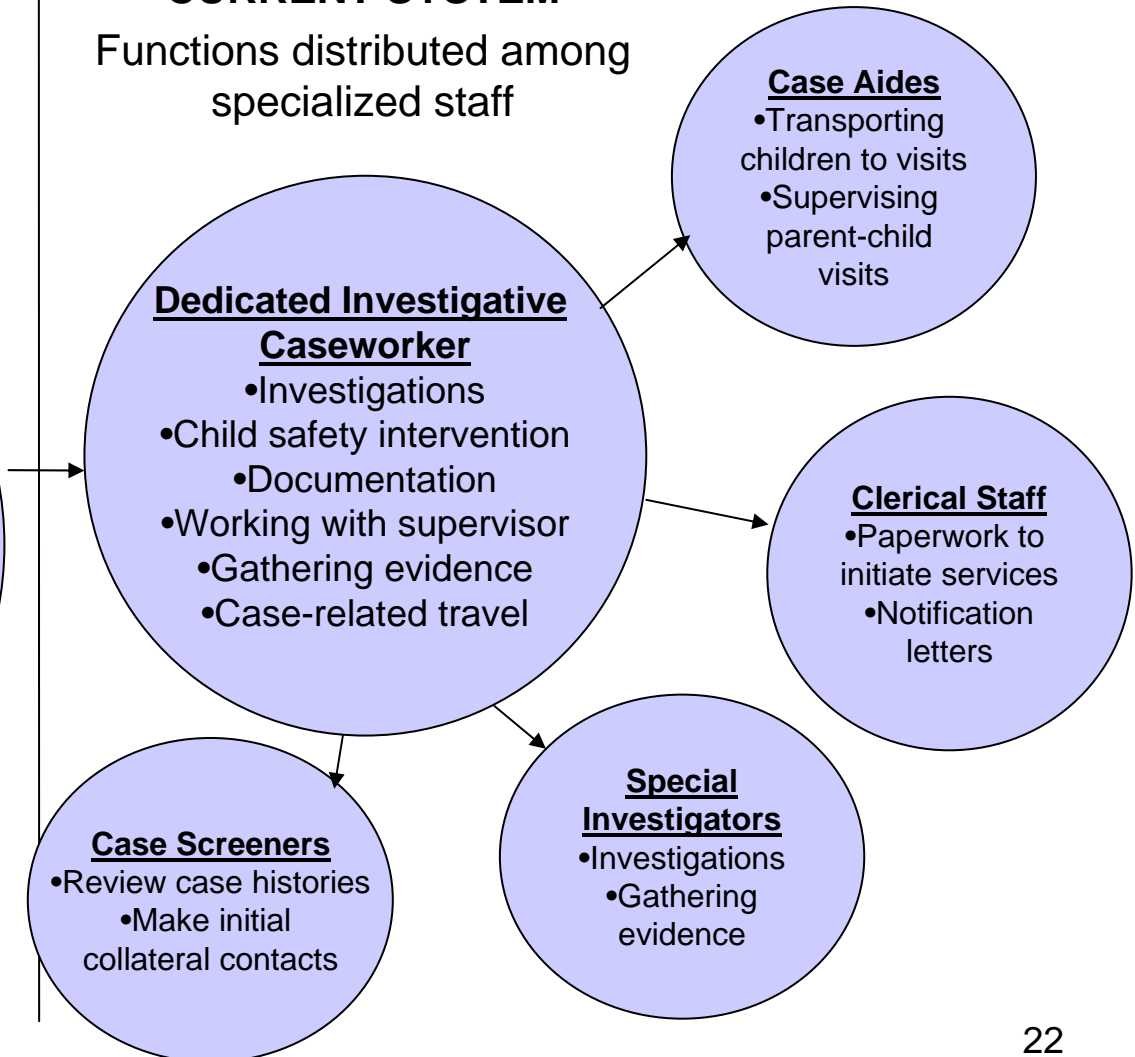 CURRENT SYSTEM
Functions distributed among
specialized staff
Case Aides
•Transporting
children to visits
•Supervising
parent-child
visits
Dedicated Investigative
Caseworker
•Investigations
•Child safety intervention
•Documentation
•Working with supervisor
•Gathering evidence
•Case-related travel
Clerical Staff
•Paperwork to
initiate services
•Notification
letters
Special
Investigators
•Investigations
•Gathering
evidence
Case Screeners
•Review case histories
•Make initial
collateral contacts
22